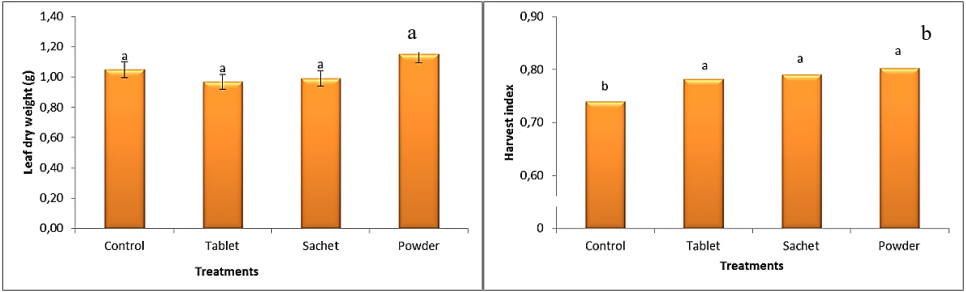 1,40
1,20
1,00
0,80
0,60
0,40
0,20
0,00
Leaf dry weight (g)
a
a
a
a
Control Tablet Sachet Powder
Treatments
0,90
0,80
0,70
0,60
0
Harvest index
b
b
a
a
a
Control Tablet Sachet Powder
Treatments